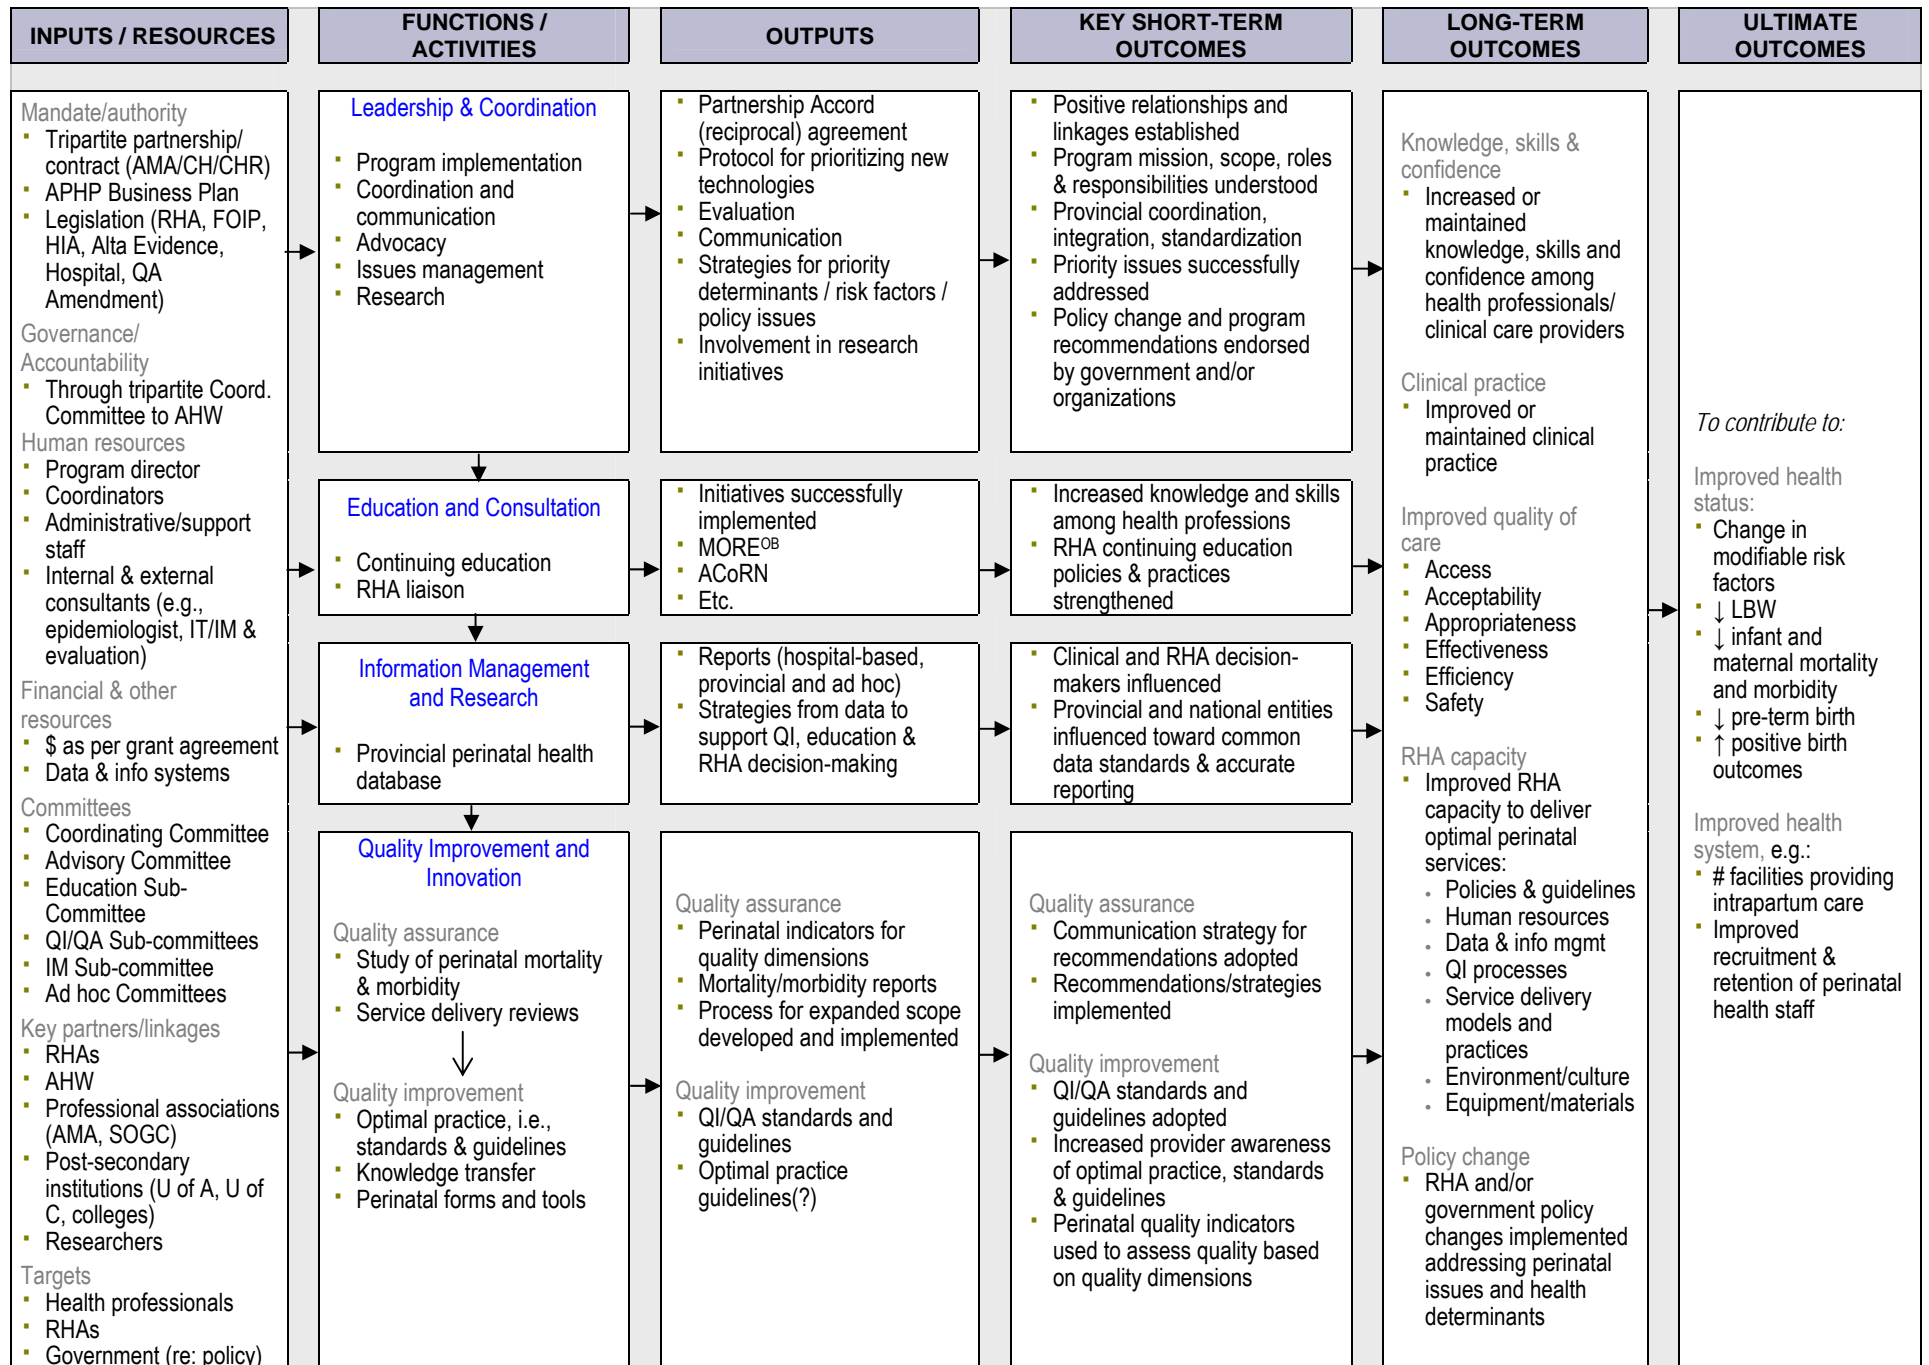 INPUTS / RESOURCES
FUNCTIONS /
ACTIVITIES
OUTPUTS
KEY SHORT-TERM
OUTCOMES
LONG-TERM
OUTCOMES
ULTIMATE
OUTCOMES
Mandate/authority
▪ Tripartite partnership/
contract (AMA/CH/CHR)
▪ APHP Business Plan
▪ Legislation (RHA, FOIP,
HIA, Alta Evidence,
Hospital, QA
Amendment)
Governance/
Accountability
▪ Through tripartite Coord.
Committee to AHW
Human resources
▪ Program director
▪ Coordinators
▪ Administrative/support
staff
▪ Internal & external
consultants (e.g.,
epidemiologist, IT/IM &
evaluation)
Financial & other
resources
▪ $ as per grant agreement
▪ Data & info systems
Committees
▪ Coordinating Committee
▪ Advisory Committee
▪ Education Sub-
Committee
▪ QI/QA Sub-committees
▪ IM Sub-committee
▪ Ad hoc Committees
Key partners/linkages
▪ RHAs
▪ AHW
▪ Professional associations
(AMA, SOGC)
▪ Post-secondary
institutions (U of A, U of
C, colleges)
▪ Researchers
Targets
▪ Health professionals
▪ RHAs
▪ Government (re: policy)
Leadership & Coordination
▪ Program implementation
▪ Coordination and
communication
▪ Advocacy
▪ Issues management
▪ Research
▪ Partnership Accord
(reciprocal) agreement
▪ Protocol for prioritizing new
technologies
▪ Evaluation
▪ Communication
▪ Strategies for priority
determinants / risk factors /
policy issues
▪ Involvement in research
initiatives
▪ Positive relationships and
linkages established
▪ Program mission, scope, roles
& responsibilities understood
▪ Provincial coordination,
integration, standardization
▪ Priority issues successfully
addressed
▪ Policy change and program
recommendations endorsed
by government and/or
organizations
Education and Consultation
▪ Continuing education
▪ RHA liaison
▪ Initiatives successfully
implemented
▪ MOREOB
▪ ACoRN
▪ Etc.
▪ Increased knowledge and skills
among health professions
▪ RHA continuing education
policies & practices
strengthened
Information Management
and Research
▪ Provincial perinatal health
database
▪ Reports (hospital-based,
provincial and ad hoc)
▪ Strategies from data to
support QI, education &
RHA decision-making
▪ Clinical and RHA decision-
makers influenced
▪ Provincial and national entities
influenced toward common
data standards & accurate
reporting
Quality Improvement and
Innovation
Quality assurance
▪ Study of perinatal mortality
& morbidity
▪ Service delivery reviews
Quality improvement
▪ Optimal practice, i.e.,
standards & guidelines
▪ Knowledge transfer
▪ Perinatal forms and tools
Quality assurance
▪ Perinatal indicators for
quality dimensions
▪ Mortality/morbidity reports
▪ Process for expanded scope
developed and implemented
Quality improvement
▪ QI/QA standards and
guidelines
▪ Optimal practice
guidelines(?)
Quality assurance
▪ Communication strategy for
recommendations adopted
▪ Recommendations/strategies
implemented
Quality improvement
▪ QI/QA standards and
guidelines adopted
▪ Increased provider awareness
of optimal practice, standards
& guidelines
▪ Perinatal quality indicators
used to assess quality based
on quality dimensions
Knowledge, skills &
confidence
▪ Increased or
maintained
knowledge, skills and
confidence among
health professionals/
clinical care providers
Clinical practice
▪ Improved or
maintained clinical
practice
Improved quality of
care
▪ Access
▪ Acceptability
▪ Appropriateness
▪ Effectiveness
▪ Efficiency
▪ Safety
RHA capacity
▪ Improved RHA
capacity to deliver
optimal perinatal
services:
• Policies & guidelines
• Human resources
• Data & info mgmt
• QI processes
• Service delivery
models and
practices
• Environment/culture
• Equipment/materials
Policy change
▪ RHA and/or
government policy
changes implemented
addressing perinatal
issues and health
determinants
To contribute to:
Improved health
status:
▪ Change in
modifiable risk
factors
▪ ↓ LBW
▪ ↓ infant and
maternal mortality
and morbidity
▪ ↓ pre-term birth
▪ ↑ positive birth
outcomes
Improved health
system, e.g.:
▪ # facilities providing
intrapartum care
▪ Improved
recruitment &
retention of perinatal
health staff